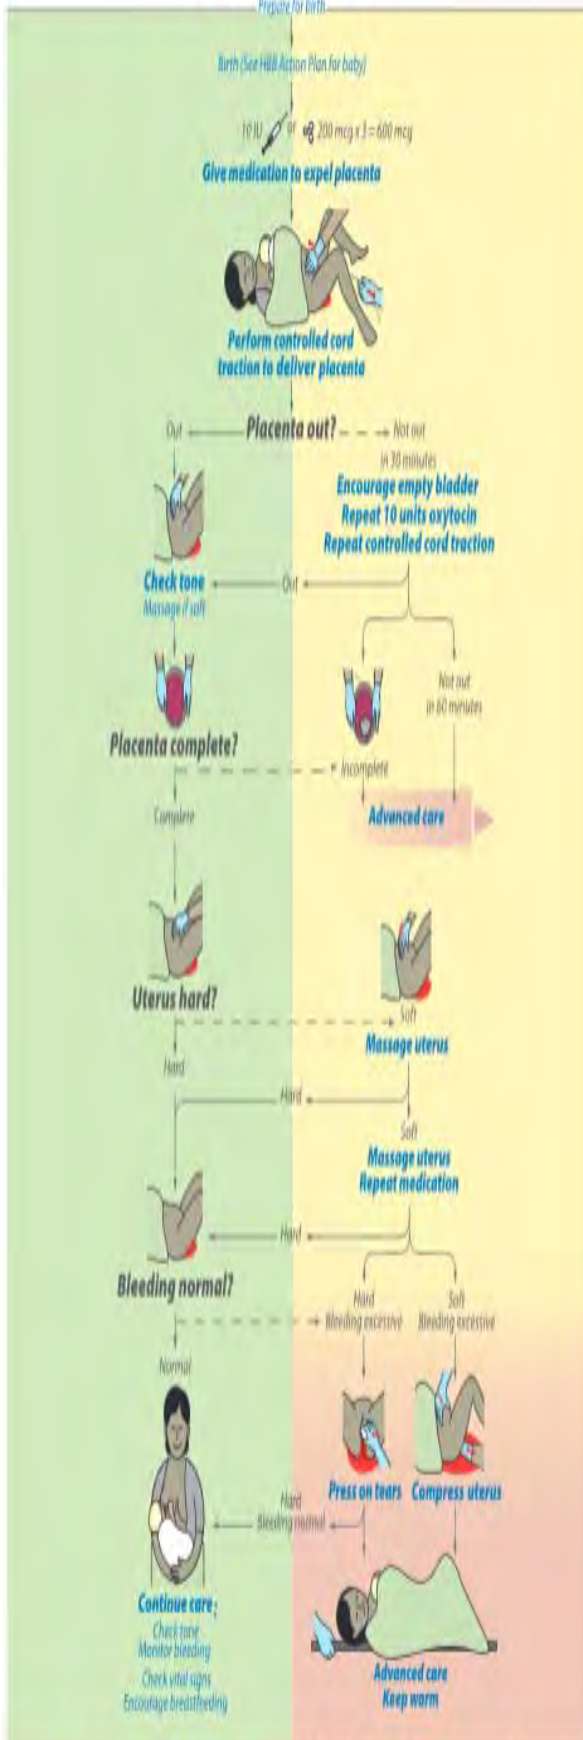 Prepare for birth
Birth (See HBB Action Plan for baby)
10 IU or 200 mcg x 3 = 600 mcg
Give medication to expel placenta
Perform controlled cord
traction to deliver placenta
Out
Placenta out?
Not out
in 30 minutes
Encourage empty bladder
Repeat 10 units oxytocin
Repeat controlled cord traction
Check tone
Massage if soft
Out
Not out
in 60 minutes
Placenta complete?
Incomplete
Complete
Advanced care
Uterus hard?
Soft
Massage uterus
Hard
Hard
Soft
Massage uterus
Repeat medication
Hard
Bleeding normal?
Hard
Bleeding excessive
Soft
Bleeding excessive
Normal
Press on tears
Compress uterus
Hard
Bleeding normal
Continue care:
Check tone
Monitor bleeding
Check vital signs
Encourage breastfeeding
Advanced care
Keep warm